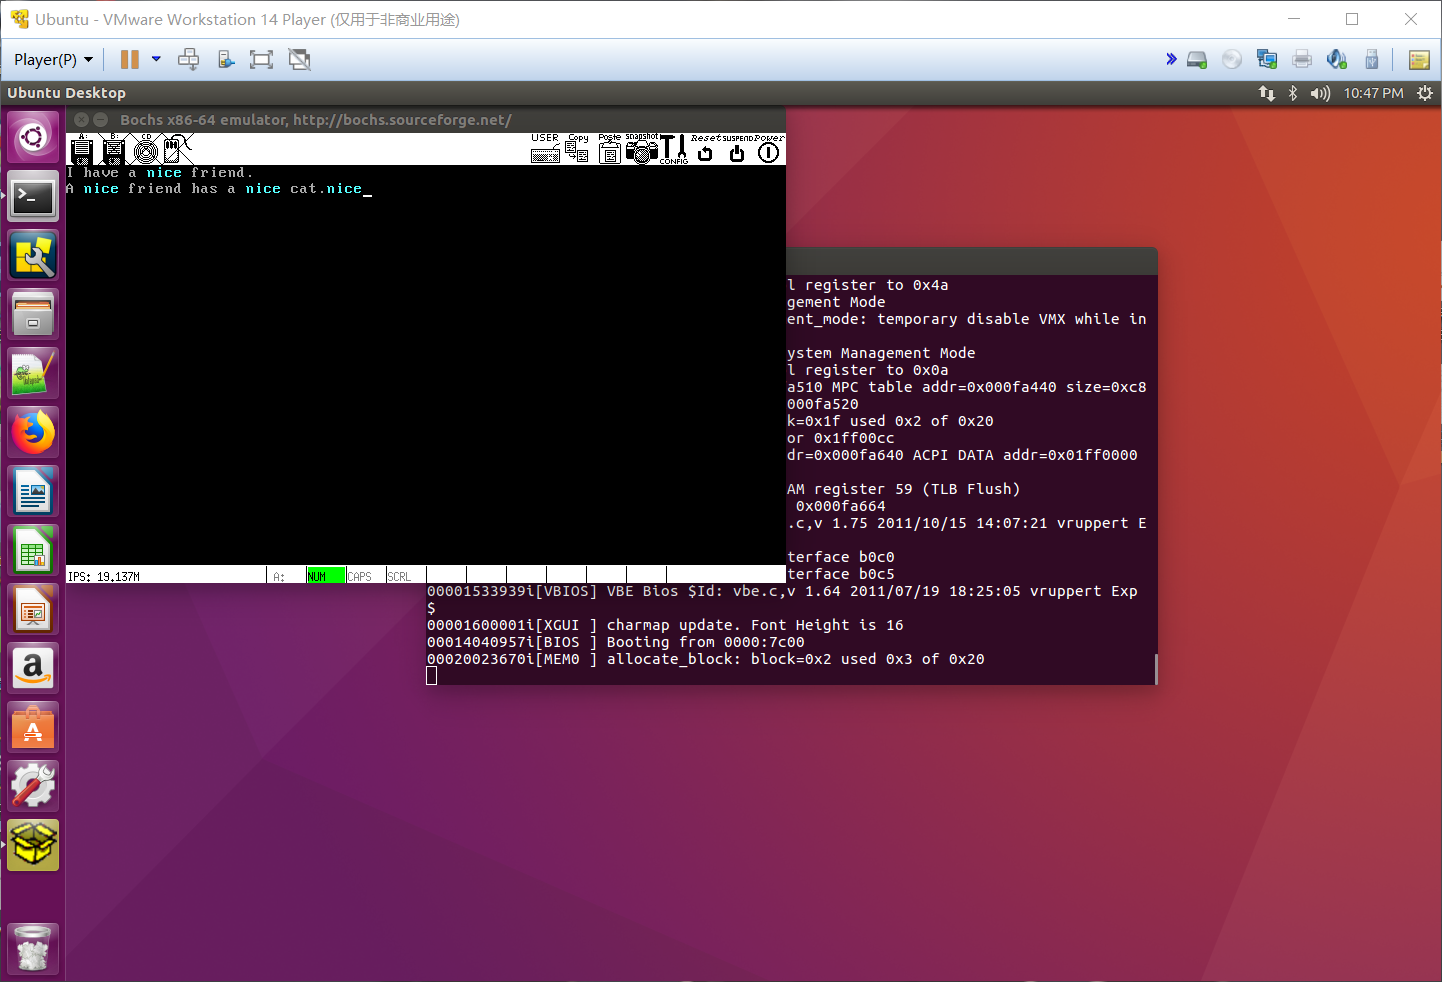 Ubuntu - VMware Workstation 14 Player (仅用于非商业用途)
Player(P)
Ubuntu Desktop
10:47 PM
Bochs x86-64 emulator, http://bochs.sourceforge.net/
A: B: CD
USER Copy Paste snapshot CONFIG Reset SUSPEND Power
I have a nice friend.
A nice friend has a nice cat.nice_
IPS: 19.137M A: NUM CAPS SCRL
l register to 0x4a
gement Mode
ent_mode: temporary disable VMX while in
ystem Management Mode
l register to 0x0a
a510 MPC table addr=0x000fa440 size=0xc8
000fa520
k=0x1f used 0x2 of 0x20
or 0x1ff00cc
dr=0x000fa640 ACPI DATA addr=0x01ff0000
AM register 59 (TLB Flush)
0x000fa664
.c,v 1.75 2011/10/15 14:07:21 vruppert E
terface b0c0
terface b0c5
00001533939i[VBIOS] VBE Bios $Id: vbe.c,v 1.64 2011/07/19 18:25:05 vruppert Exp
$
00001600001i[XGUI ] charmap update. Font Height is 16
00014040957i[BIOS ] Booting from 0000:7c00
00020023670i[MEM0 ] allocate_block: block=0x2 used 0x3 of 0x20